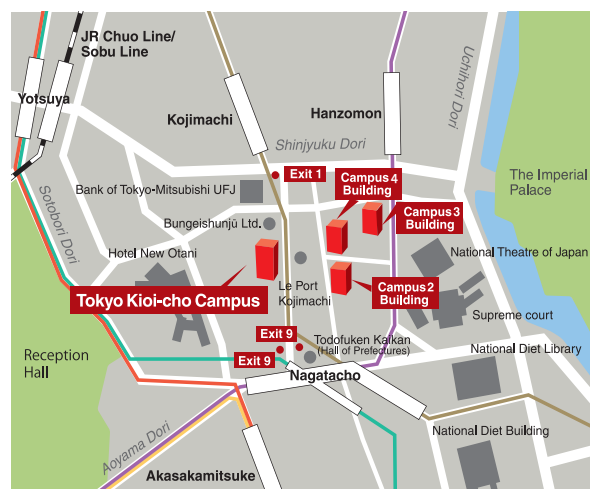 JR Chuo Line/
Sobu Line
Yotsuya
Kojimachi
Hanzomon
Uchibori Dori
Shinjyuku Dori
Exit 1
Campus 4
Building
The Imperial
Palace
Bank of Tokyo-Mitsubishi UFJ
Campus 3
Building
Sotobori Dori
Bungeishunjū Ltd.
Hotel New Otani
National Theatre of Japan
Tokyo Kioi-cho Campus
Le Port
Kojimachi
Campus 2
Building
Supreme court
Exit 9
Todofuken Kaikan
(Hall of Prefectures)
Exit 9
National Diet Library
Reception
Hall
Nagatacho
National Diet Building
Aoyama Dori
Akasakamitsuke